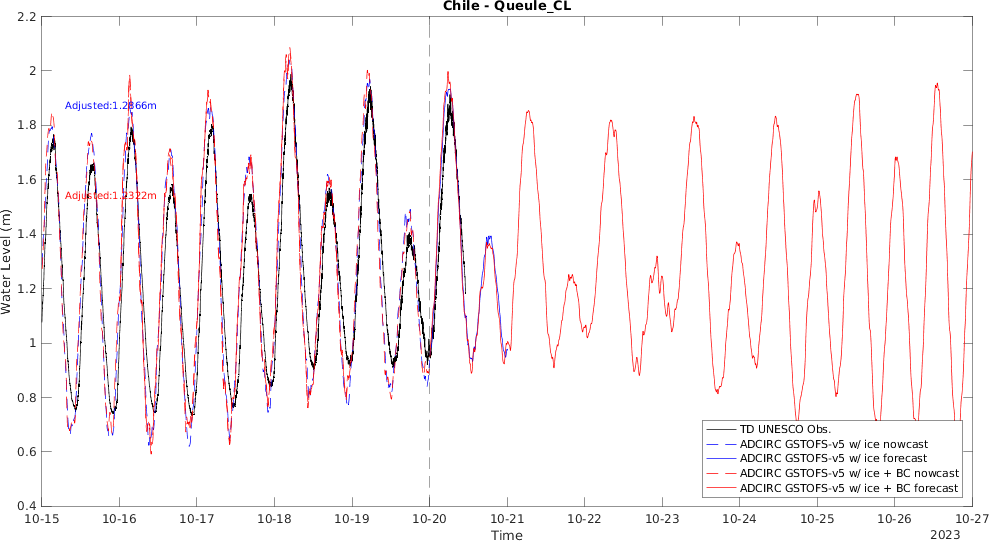 Chile - Queule_CL
2.2
2
1.8
1.6
1.4
1.2
1
0.8
0.6
0.4
Water Level (m)
Adjusted:1.2866m
Adjusted:1.2322m
TD UNESCO Obs.
ADCIRC GSTOFS-v5 w/ ice nowcast
ADCIRC GSTOFS-v5 w/ ice forecast
ADCIRC GSTOFS-v5 w/ ice + BC nowcast
ADCIRC GSTOFS-v5 w/ ice + BC forecast
10-15 10-16 10-17 10-18 10-19 10-20 10-21 10-22 10-23 10-24 10-25 10-26 10-27
Time
2023